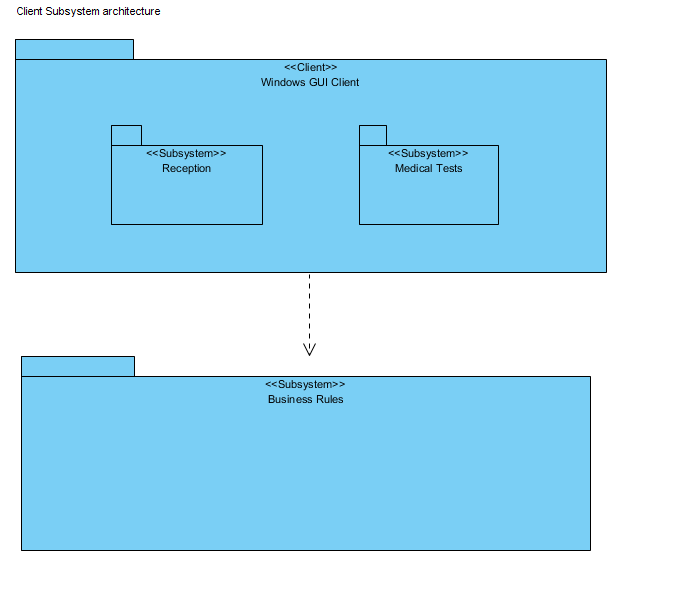 Client Subsystem architecture
<<Client>>
Windows GUI Client
<<Subsystem>>
Reception
<<Subsystem>>
Medical Tests
<<Subsystem>>
Business Rules